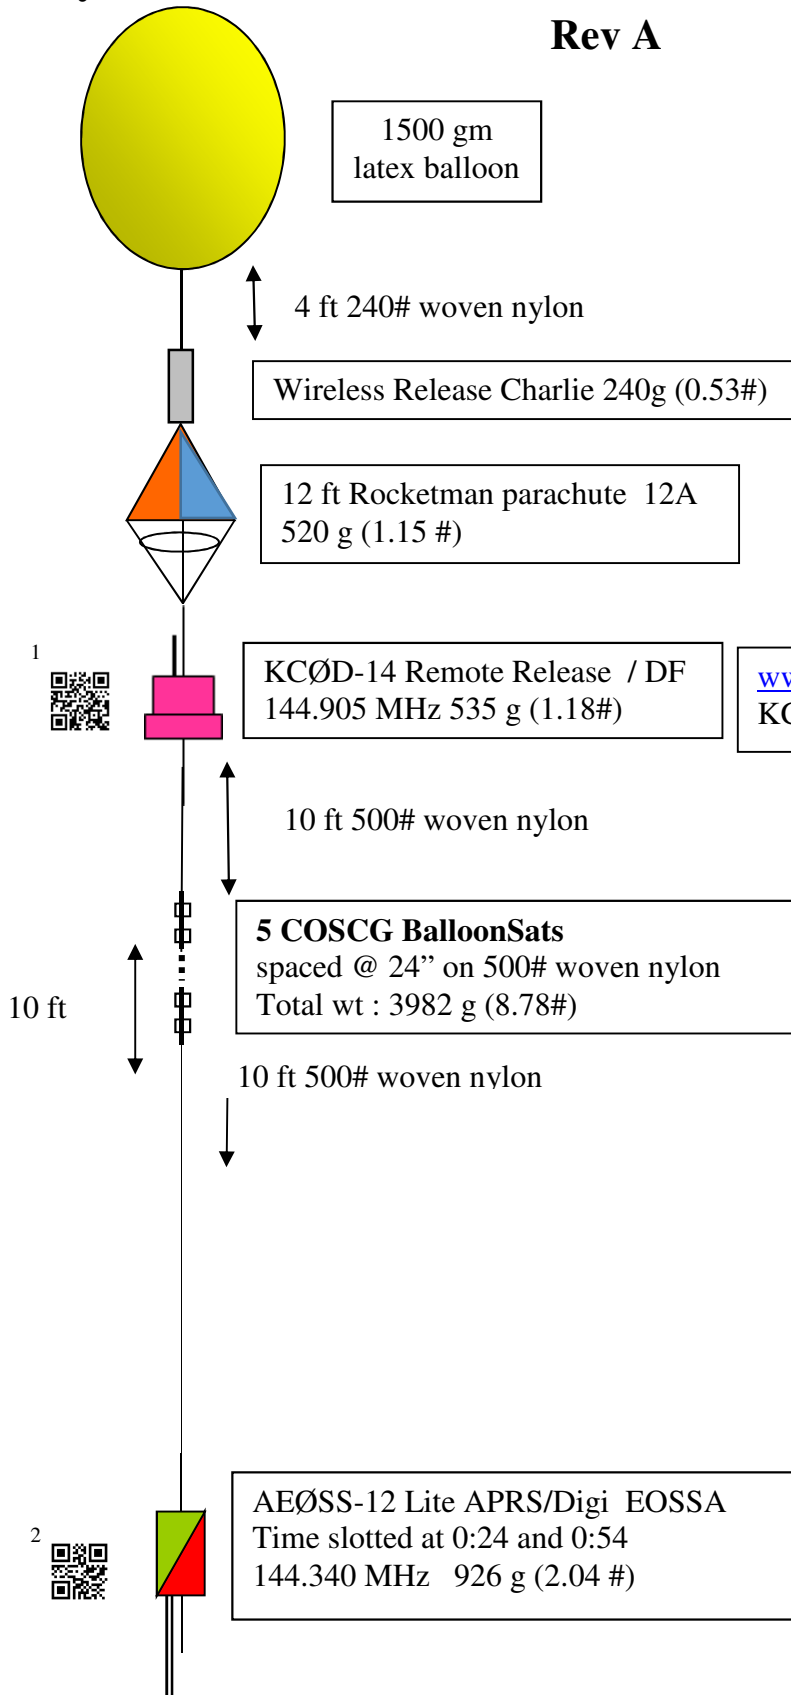 Rev A
1500 gm
latex balloon
4 ft 240# woven nylon
Wireless Release Charlie 240g (0.53#)
12 ft Rocketman parachute 12A
520 g (1.15 #)
1
KCØD-14 Remote Release / DF
144.905 MHz 535 g (1.18#)
10 ft 500# woven nylon
5 COSCG BalloonSats
spaced @ 24” on 500# woven nylon
Total wt : 3982 g (8.78#)
10 ft
10 ft 500# woven nylon
2
AEØSS-12 Lite APRS/Digi EOSSA
Time slotted at 0:24 and 0:54
144.340 MHz 926 g (2.04 #)